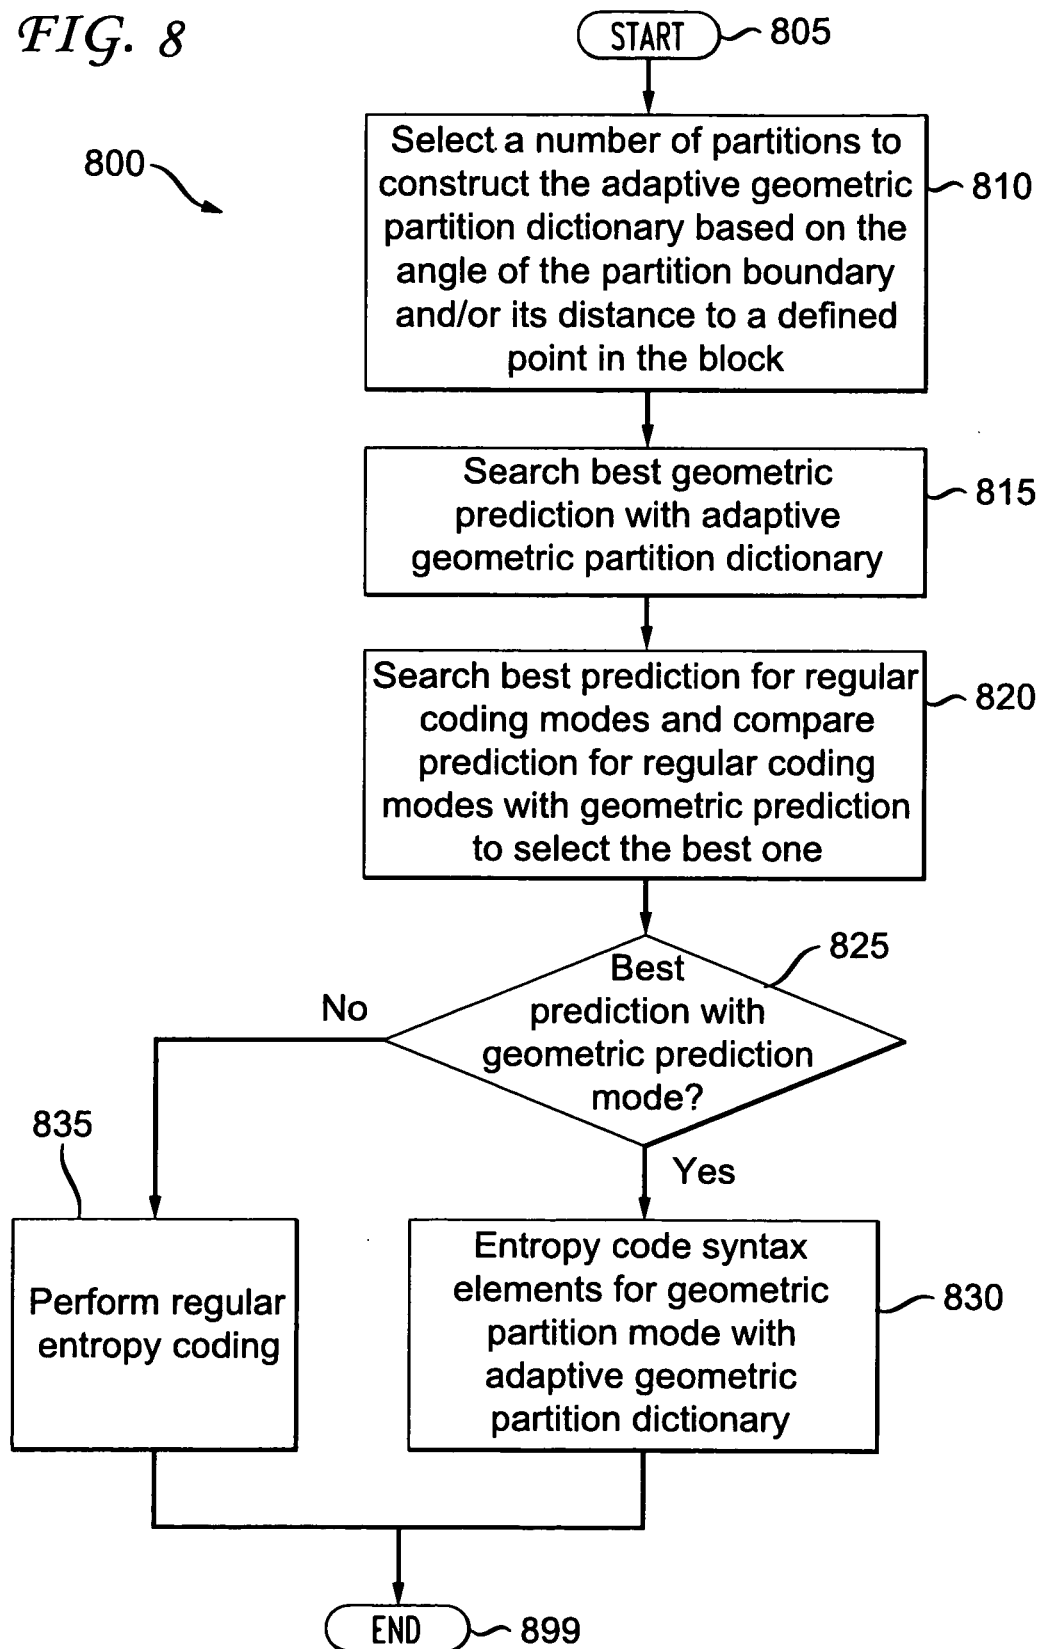 FIG. 8
START
805
800
Select a number of partitions to
construct the adaptive geometric
partition dictionary based on the
angle of the partition boundary
and/or its distance to a defined
point in the block
810
Search best geometric
prediction with adaptive
geometric partition dictionary
815
Search best prediction for regular
coding modes and compare
prediction for regular coding
modes with geometric prediction
to select the best one
820
825
Best
prediction with
geometric prediction
mode?
No
Yes
835
Perform regular
entropy coding
Entropy code syntax
elements for geometric
partition mode with
adaptive geometric
partition dictionary
830
END
899